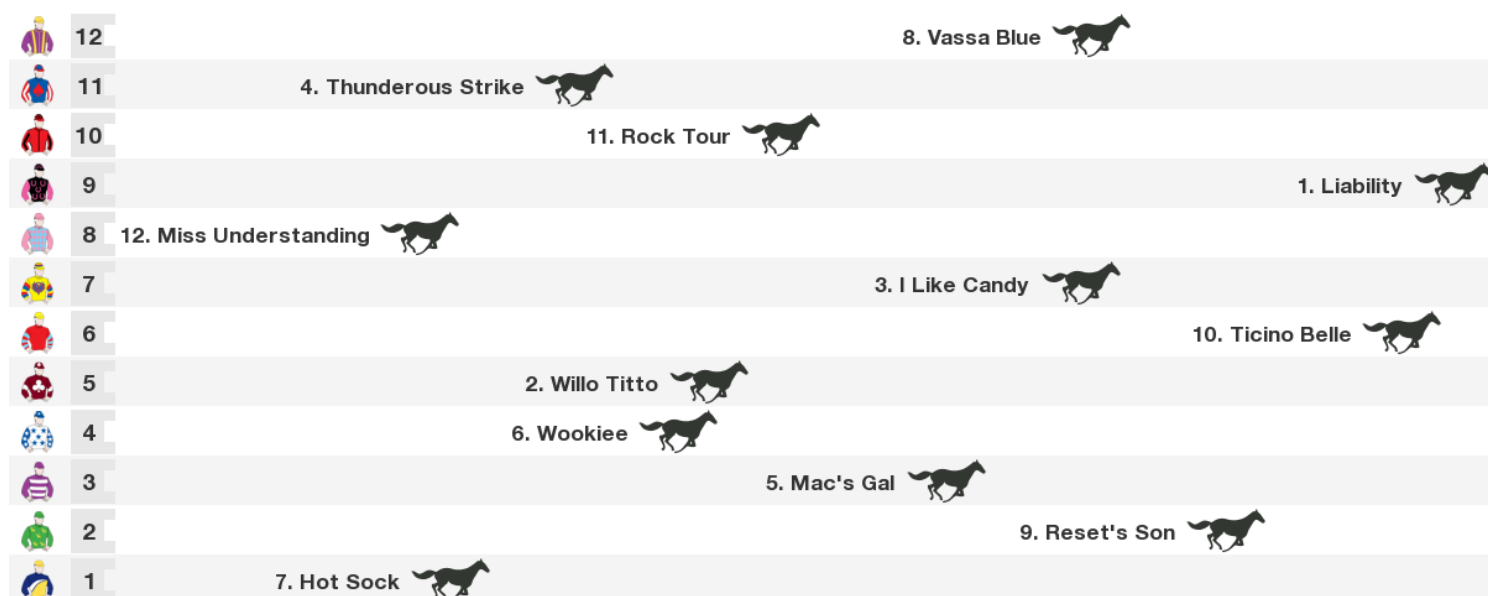 12 8. Vassa Blue
11 4. Thunderous Strike
10 11. Rock Tour
9 1. Liability
8 12. Miss Understanding
7 3. I Like Candy
6 10. Ticino Belle
5 2. Willo Titto
4 6. Wookiee
3 5. Mac's Gal
2 9. Reset's Son
1 7. Hot Sock